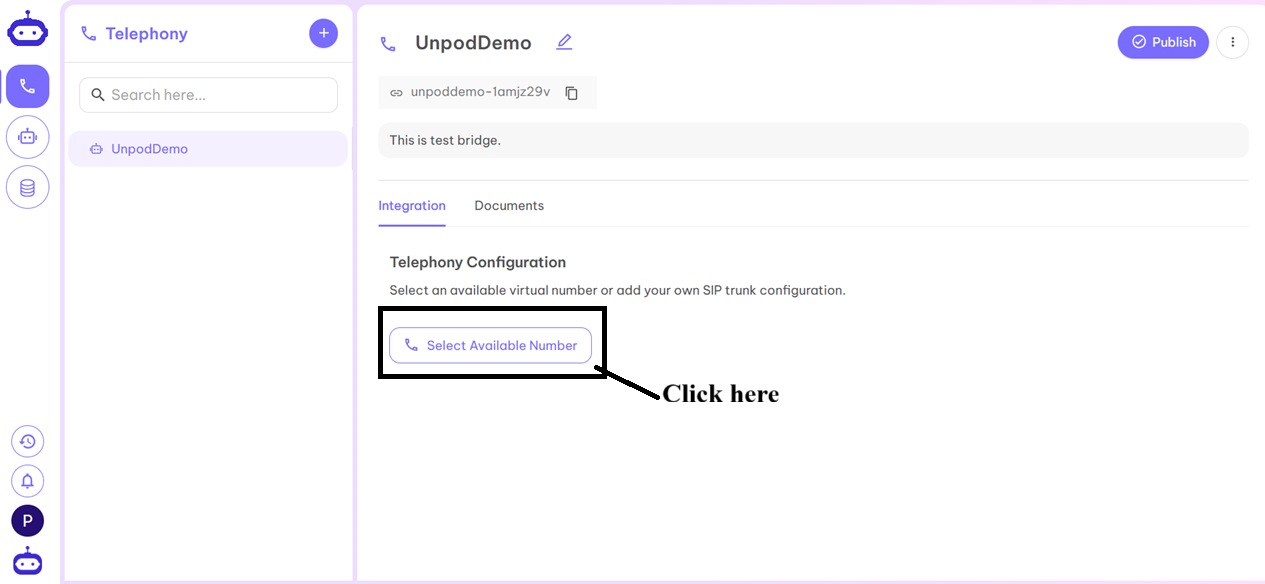 Telephony
+
Search here...
UnpodDemo
P
UnpodDemo
Publish
unpoddemo-1amjz29v
This is test bridge.
Integration
Documents
Telephony Configuration
Select an available virtual number or add your own SIP trunk configuration.
Select Available Number
Click here